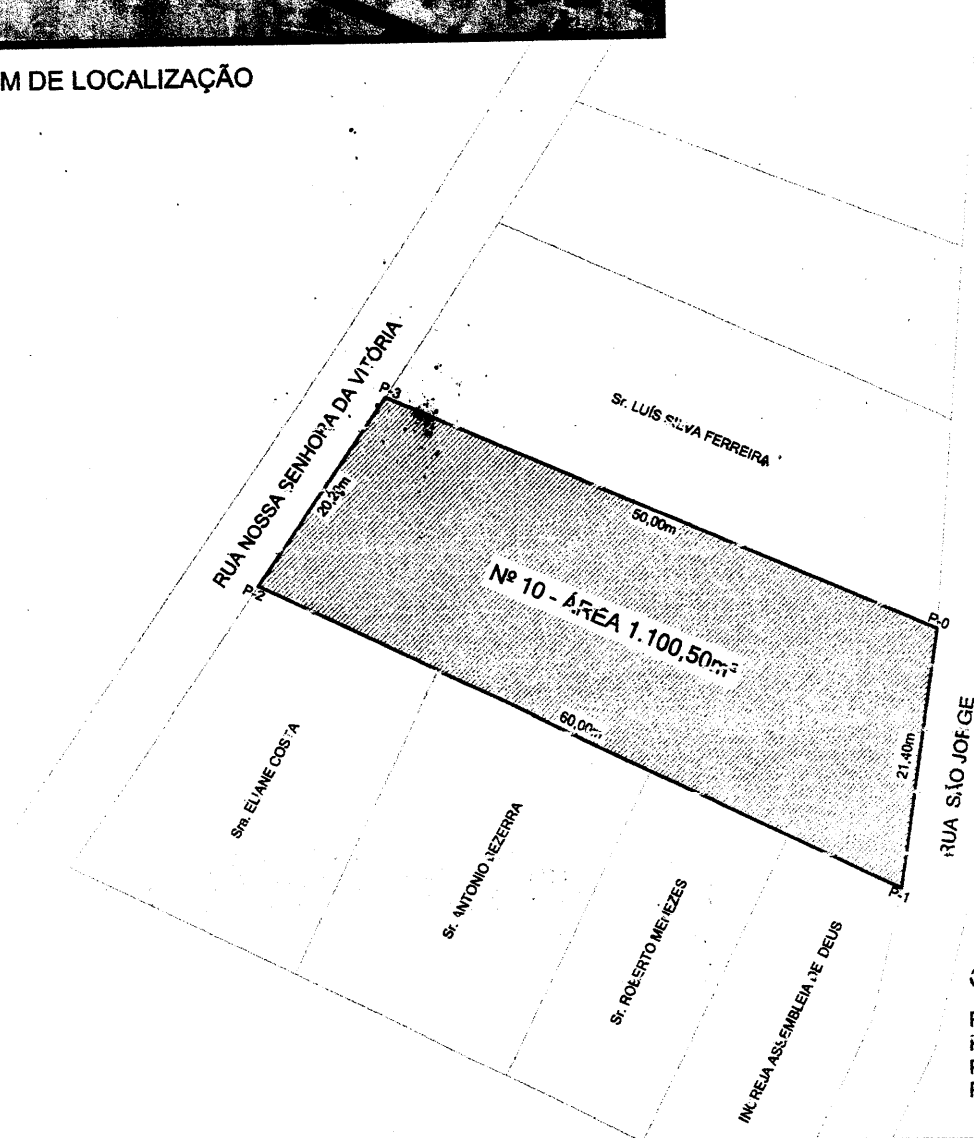 M DE LOCALIZAÇÃO
RUA NOSSA SENHORA DA VITÓRIA
P-3
Sr. LUÍS SILVA FERREIRA
20,20m
50,00m
P-2
Nº 10 - ÁREA 1.100,50m²
P-0
60,00m
21,40m
RUA SÃO JORGE
Sra. ELIANE COSTA
Sr. ANTONIO BEZERRA
P-1
Sr. ROBERTO MENEZES
INGREJA ASSEMBLEIA DE DEUS